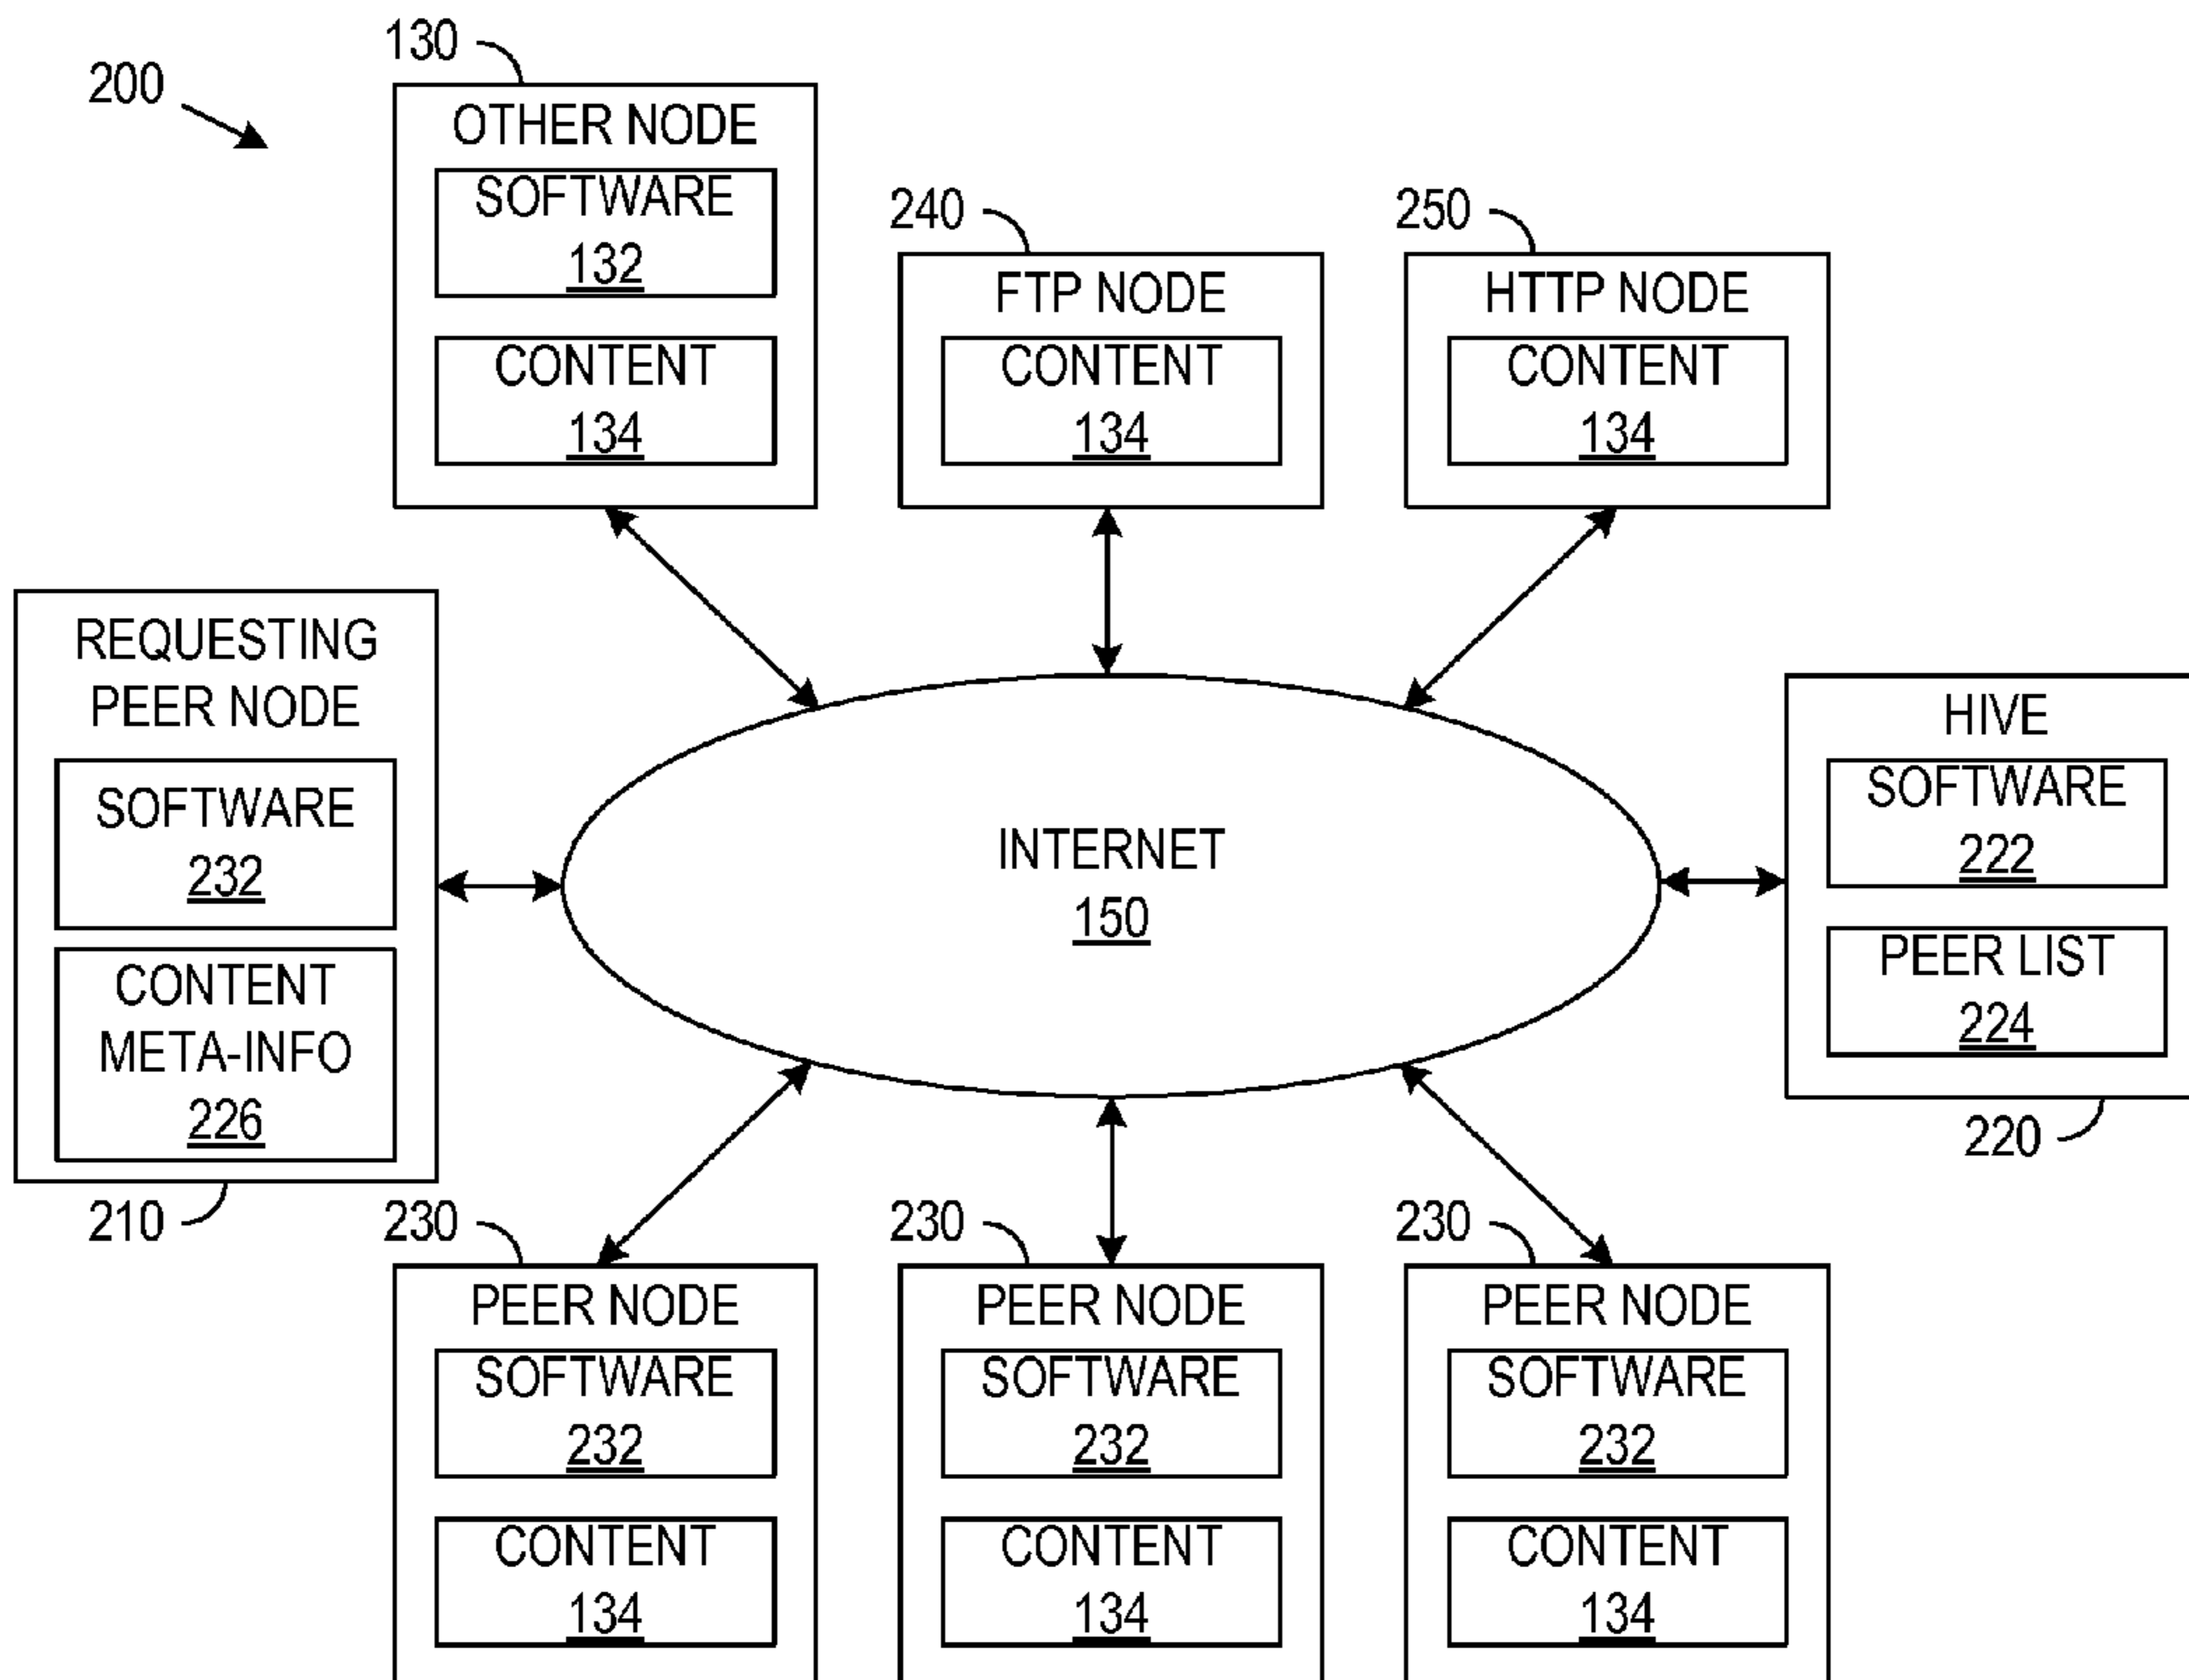 200
130
OTHER NODE
SOFTWARE
132
CONTENT
134
240
FTP NODE
CONTENT
134
250
HTTP NODE
CONTENT
134
REQUESTING
PEER NODE
SOFTWARE
232
CONTENT
META-INFO
226
210
INTERNET
150
HIVE
SOFTWARE
222
PEER LIST
224
220
230
PEER NODE
SOFTWARE
232
CONTENT
134
230
PEER NODE
SOFTWARE
232
CONTENT
134
230
PEER NODE
SOFTWARE
232
CONTENT
134